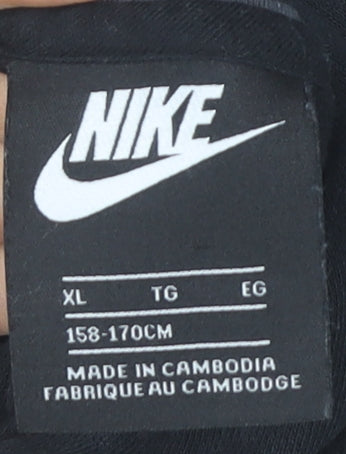 NIKE
XL TG EG
158-170CM
MADE IN CAMBODIA
FABRIQUE AU CAMBODGE